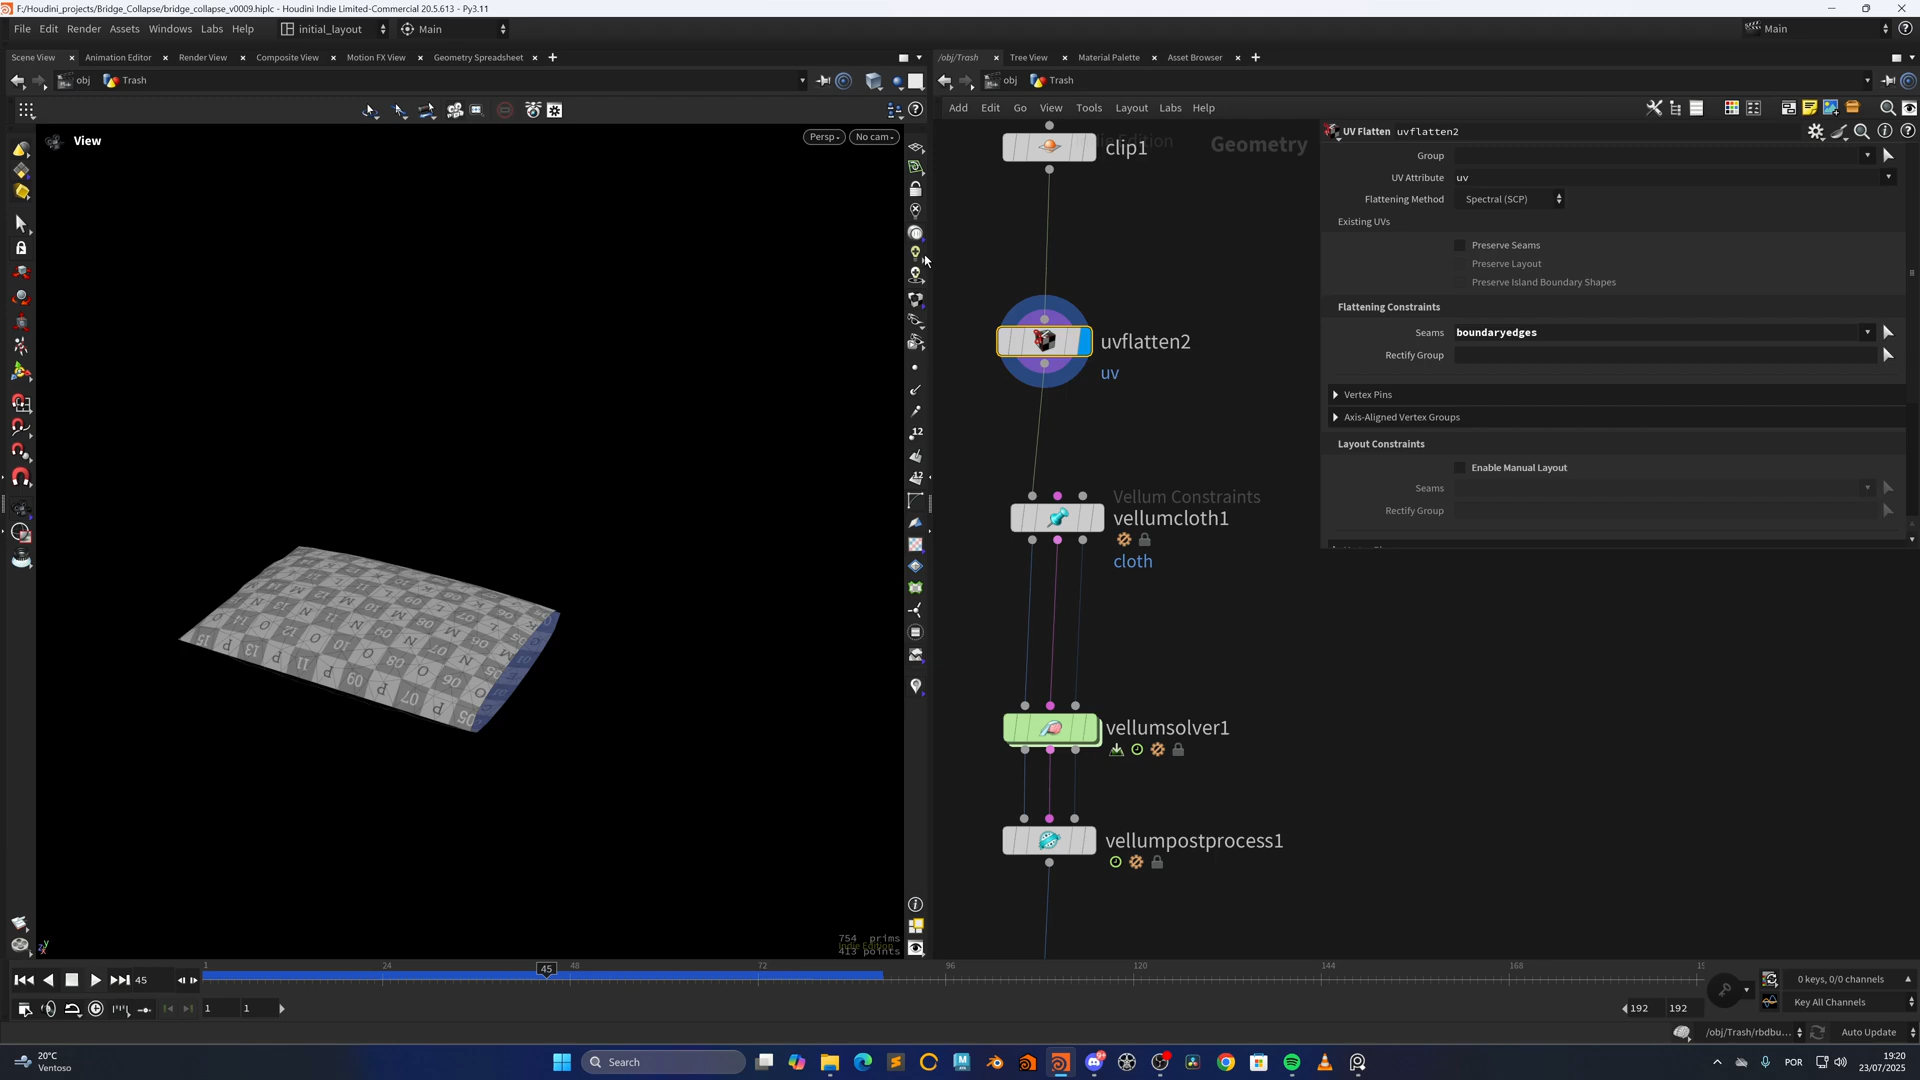 F:/Houdini_projects/Bridge_Collapse/bridge_collapse_v0009.hiplc - Houdini Indie Limited-Commercial 20.5.613 - Py3.11
File Edit Render Assets Windows Labs Help initial_layout Main Main
Scene View Animation Editor Render View Composite View Motion FX View Geometry Spreadsheet
/obj/Trash Tree View Material Palette Asset Browser
obj Trash
obj Trash
Add Edit Go View Tools Layout Labs Help
View
Persp No cam
Geometry
clip1
UV Flatten uvflatten2
Group
UV Attribute uv
Flattening Method Spectral (SCP)
Existing UVs
Preserve Seams
Preserve Layout
Preserve Island Boundary Shapes
Flattening Constraints
Seams boundaryedges
Rectify Group
Vertex Pins
Axis-Aligned Vertex Groups
Layout Constraints
Enable Manual Layout
Seams
Rectify Group
uvflatten2
uv
Vellum Constraints
vellumcloth1
cloth
vellumsolver1
vellumpostprocess1
12
12
754 prims
413 points
Indie Edition
45
1 24 45 48 72 96 120 144 168
1 1 192 192
0 keys, 0/0 channels
Key All Channels
/obj/Trash/rbdbu... Auto Update
20°C
Ventoso
Search
POR
19:20
23/07/2025